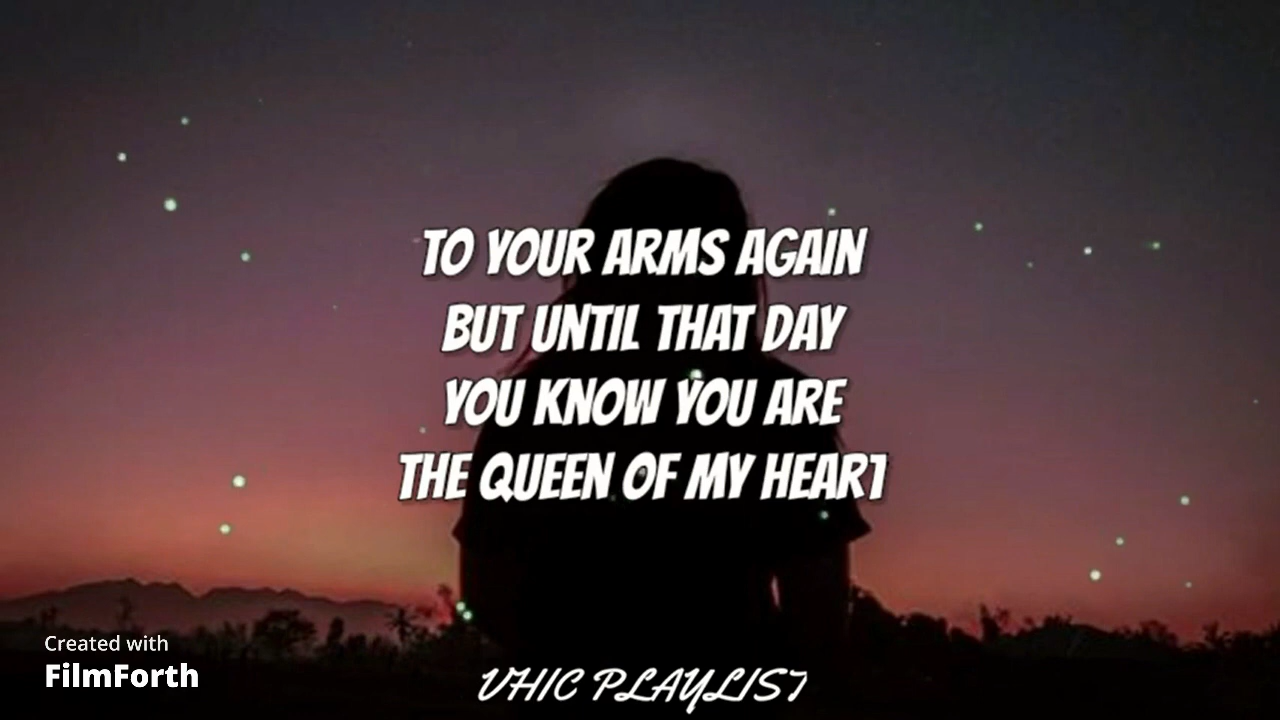 TO YOUR ARMS AGAIN
BUT UNTIL THAT DAY
YOU KNOW YOU ARE
THE QUEEN OF MY HEART
Created with
FilmForth
VHIC PLAYLIST